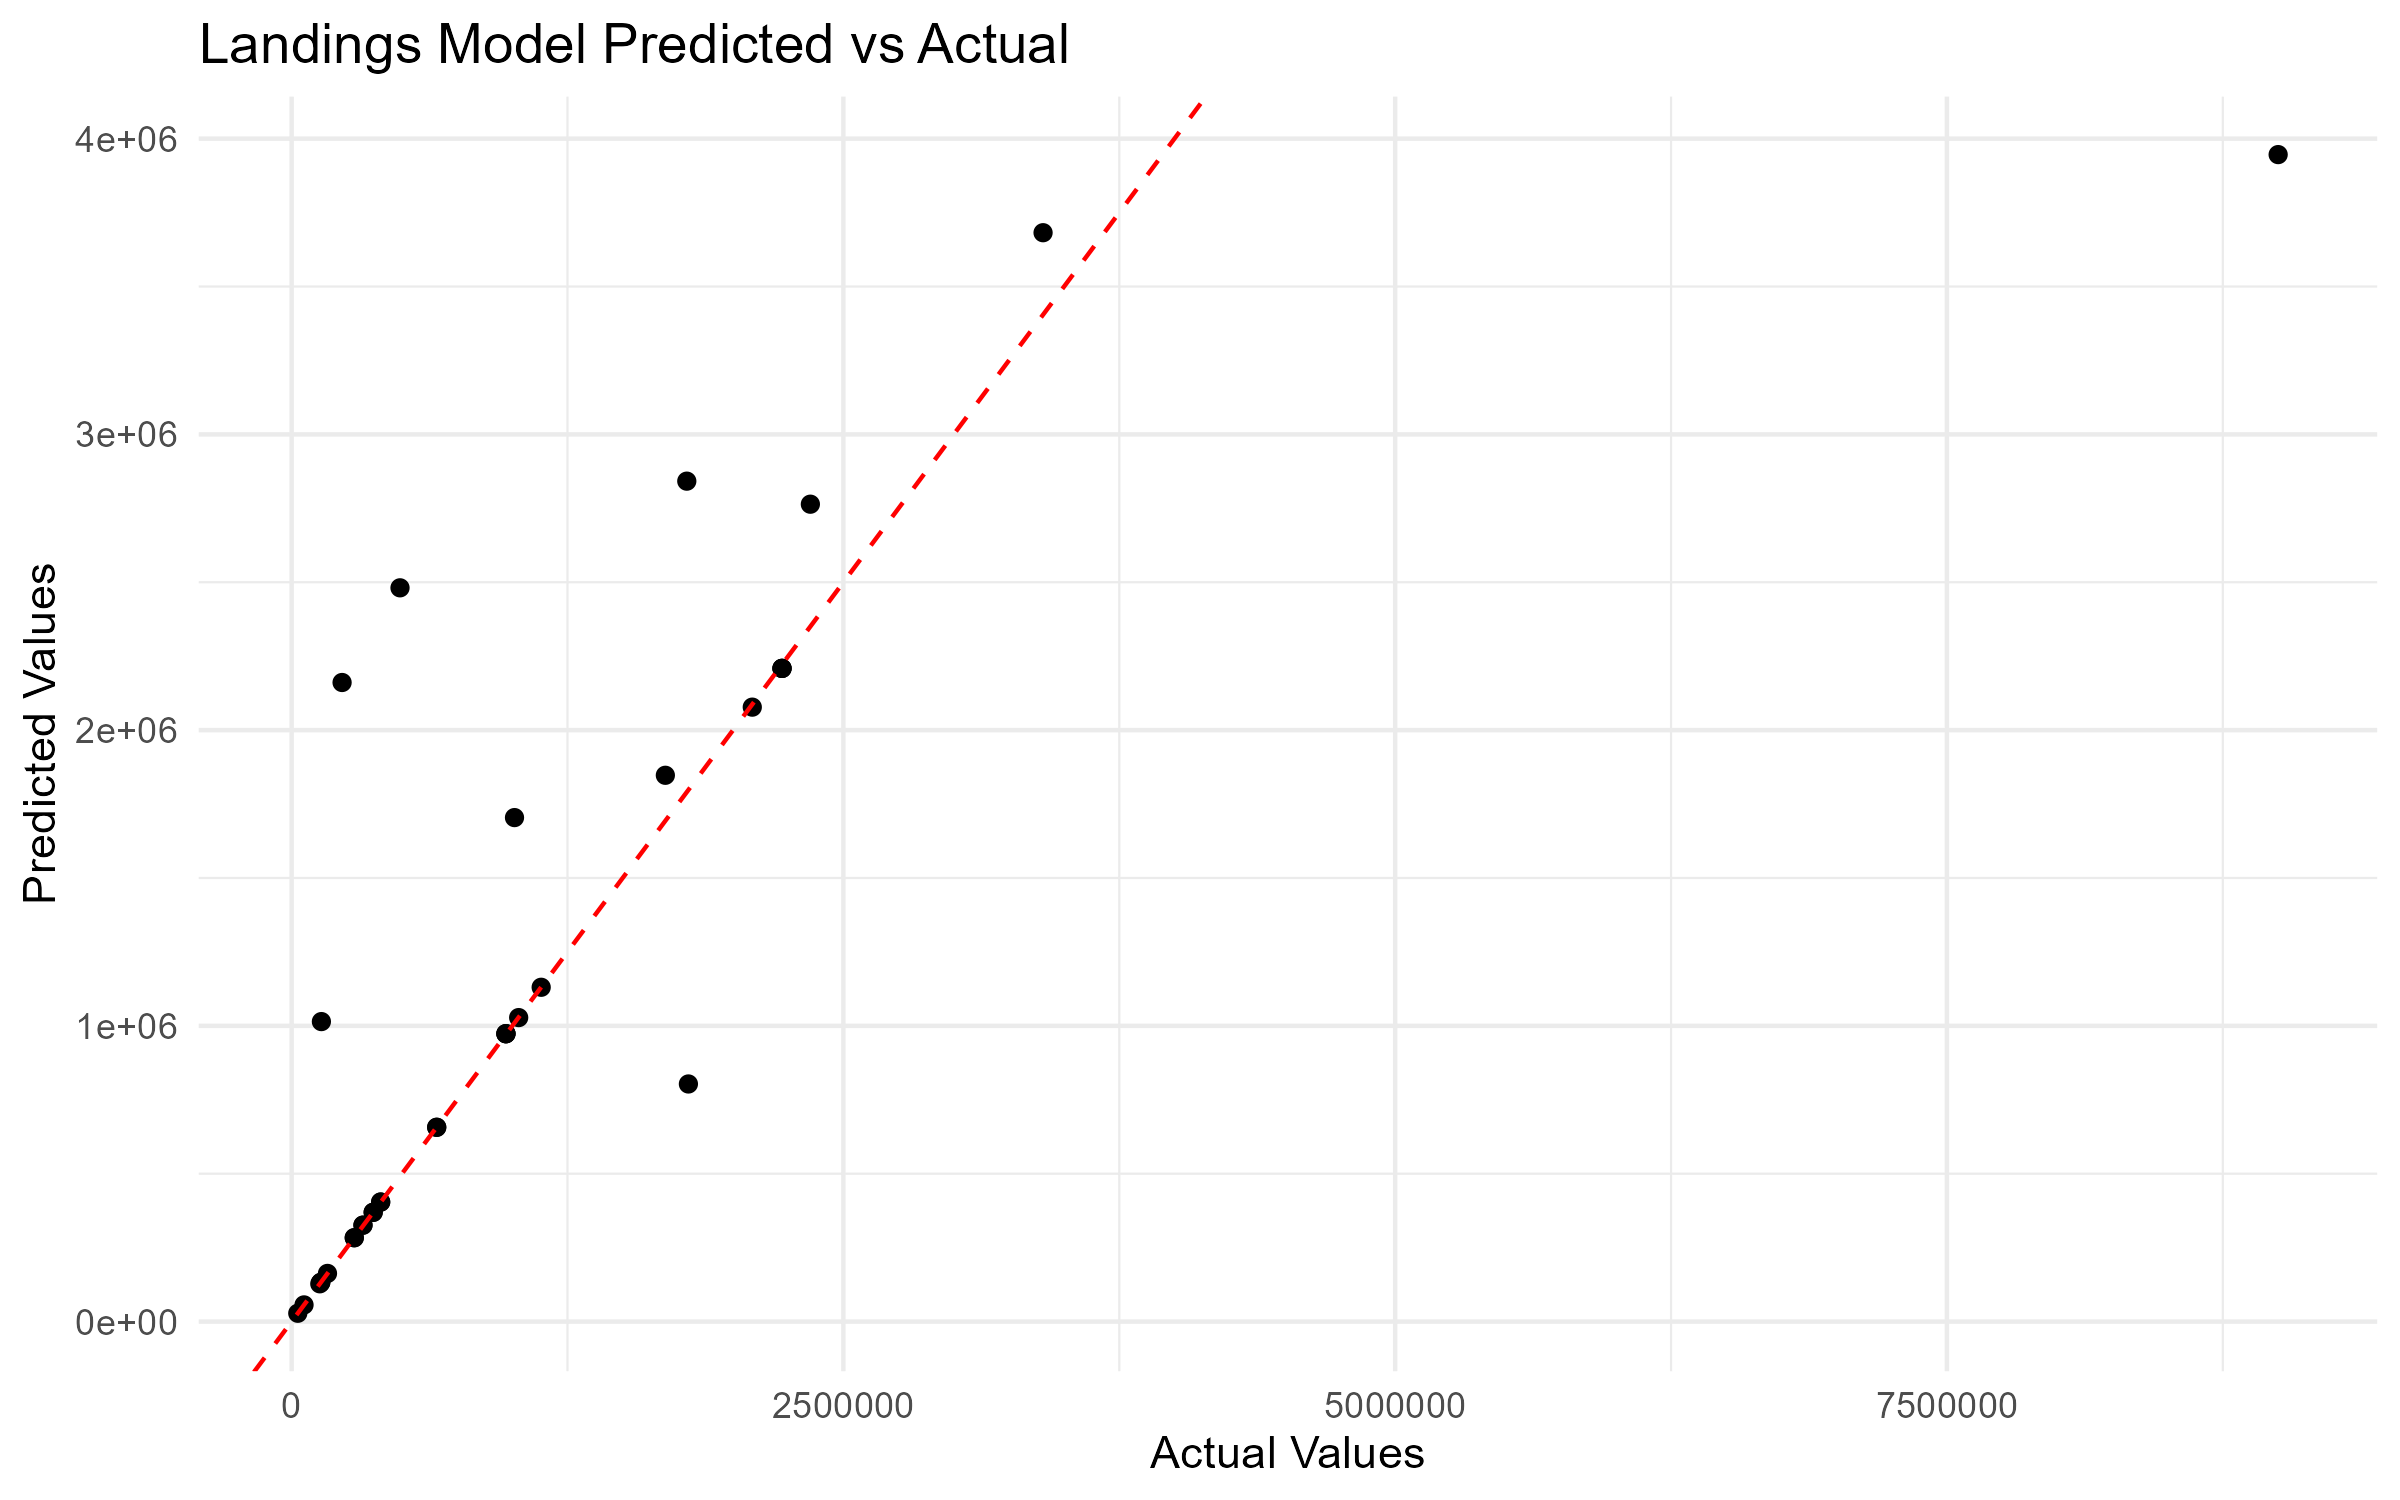 Landings Model Predicted vs Actual
4e+06
3e+06
2e+06
1e+06
0e+00
Predicted Values
0 2500000 5000000 7500000
Actual Values